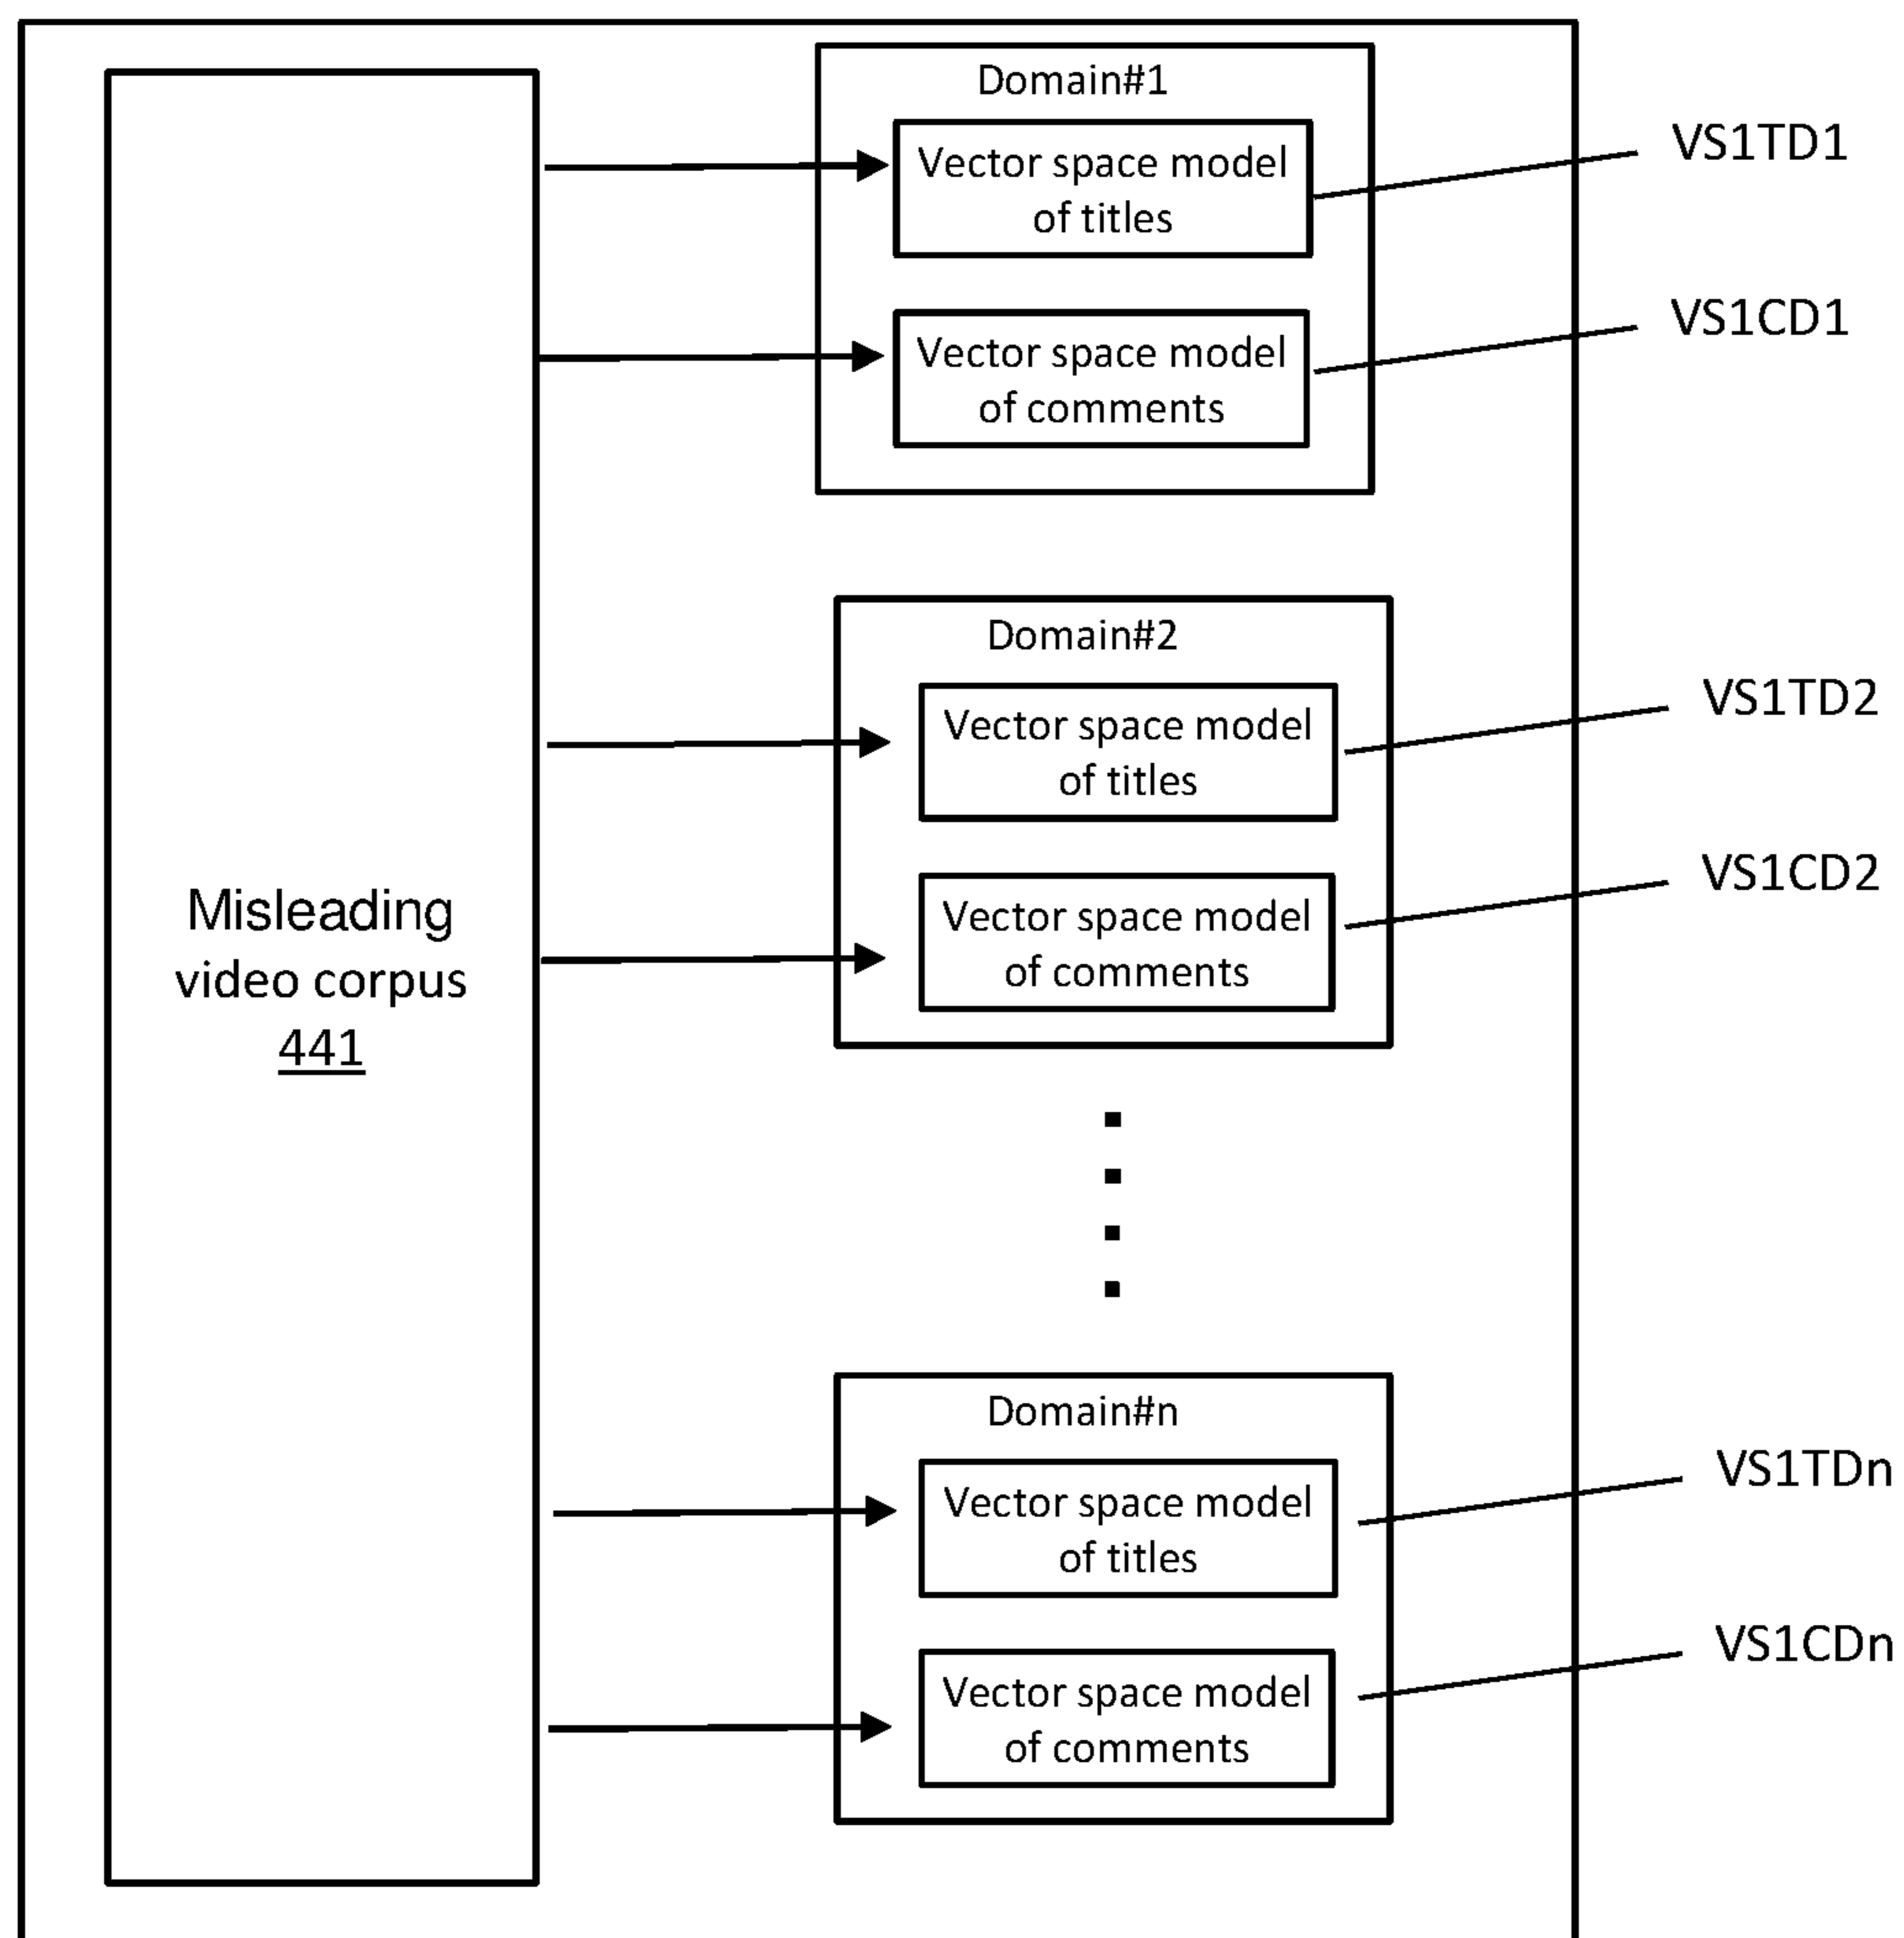 Misleading
video corpus
441
Domain#1
Vector space model
of titles
VS1TD1
Vector space model
of comments
VS1CD1
Domain#2
Vector space model
of titles
VS1TD2
Vector space model
of comments
VS1CD2
Domain#n
Vector space model
of titles
VS1TDn
Vector space model
of comments
VS1CDn